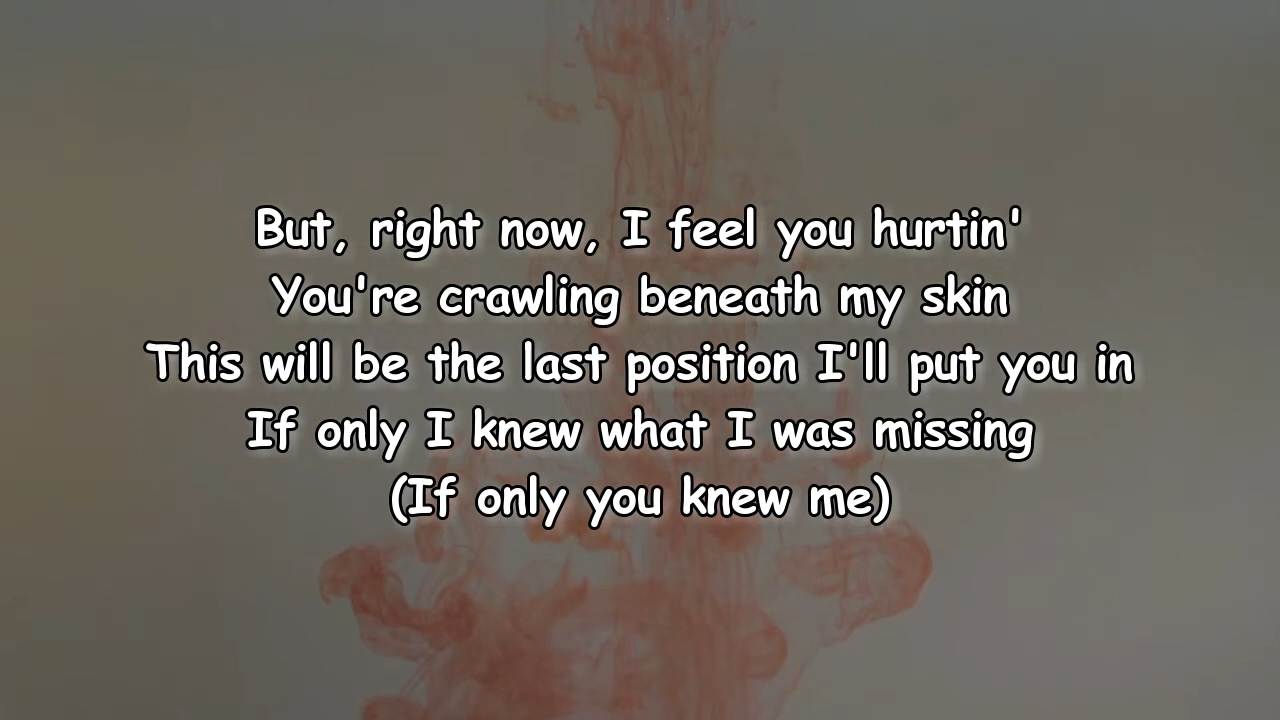 But, right now, I feel you hurtin'
You're crawling beneath my skin
This will be the last position I'll put you in
If only I knew what I was missing
(If only you knew me)